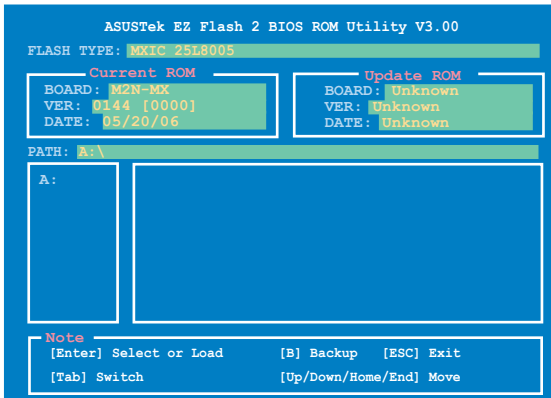 ASUSTek EZ Flash 2 BIOS ROM Utility V3.00
FLASH TYPE: MXIC 25L8005
Current ROM
BOARD: M2N-MX
VER: 0144 [0000]
DATE: 05/20/06
Update ROM
BOARD: Unknown
VER: Unknown
DATE: Unknown
PATH: A:\
A:
Note
[Enter] Select or Load [B] Backup [ESC] Exit
[Tab] Switch [Up/Down/Home/End] Move